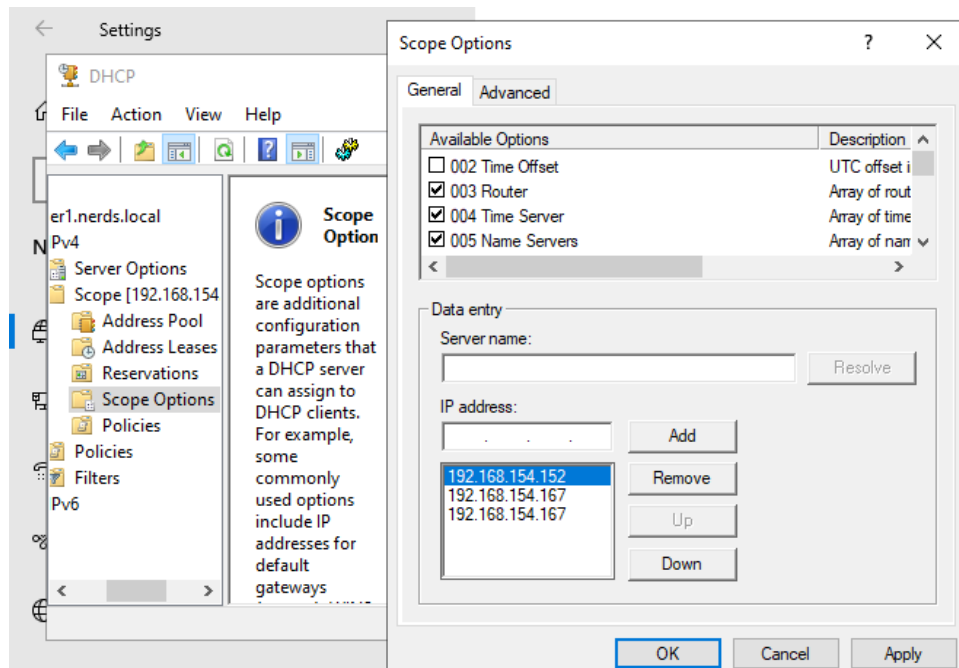 Settings
DHCP
File Action View Help
er1.nerds.local
Pv4
Server Options
Scope [192.168.154
Address Pool
Address Leases
Reservations
Scope Options
Policies
Policies
Filters
Pv6
N
Scope
Option
Scope options
are additional
configuration
parameters that
a DHCP server
can assign to
DHCP clients.
For example,
some
commonly
used options
include IP
addresses for
default
gateways
Scope Options
?
General Advanced
Available Options Description
002 Time Offset UTC offset i
003 Router Array of rout
004 Time Server Array of time
005 Name Servers Array of nam
Data entry
Server name:
Resolve
IP address:
. . .
Add
192.168.154.152
192.168.154.167
192.168.154.167
Remove
Up
Down
OK Cancel Apply